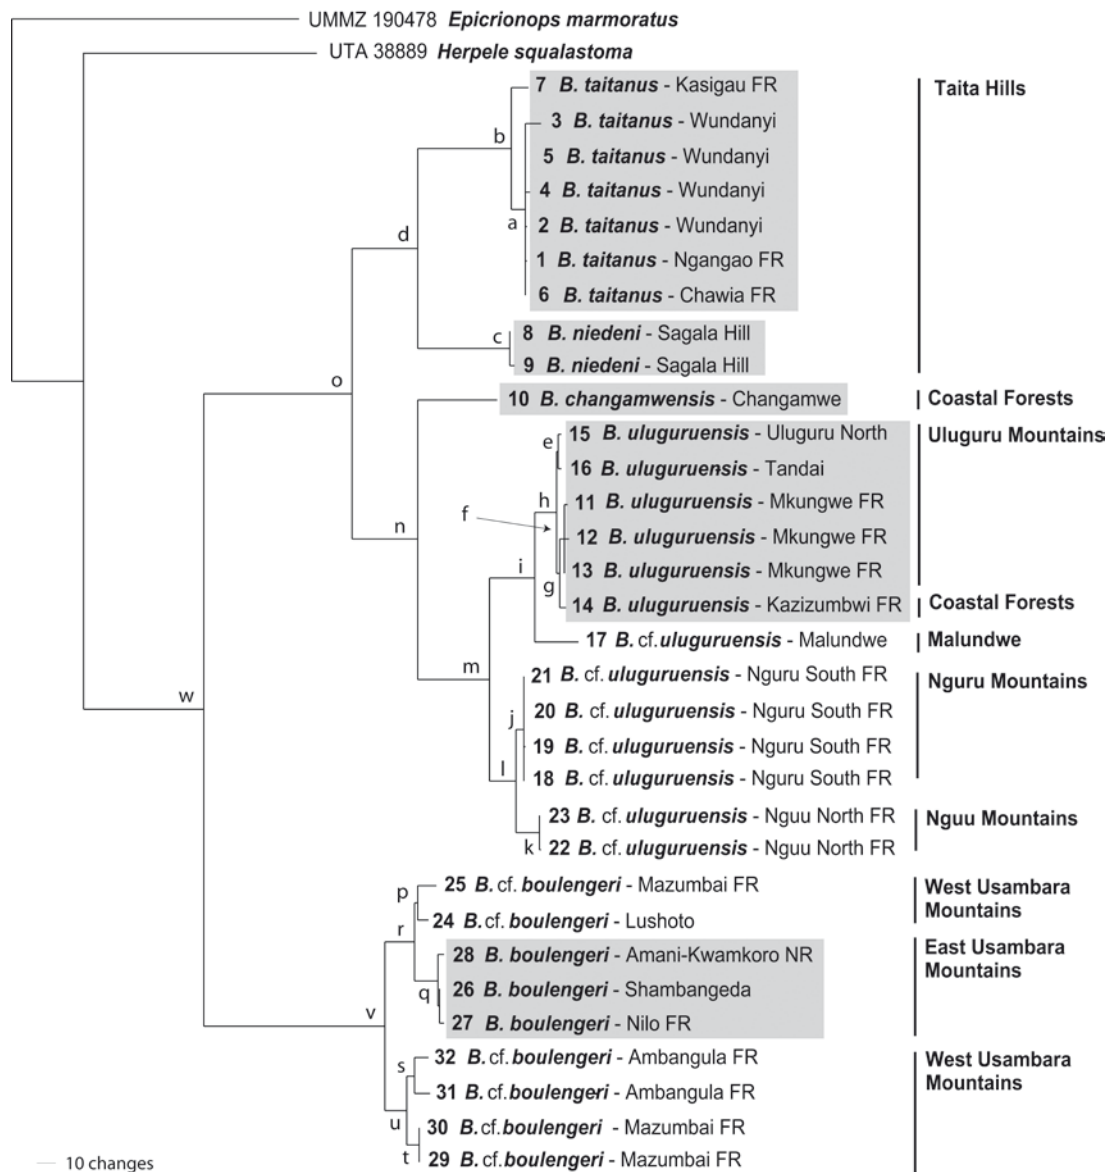 UMMZ 190478 Epicrionops marmoratus
UTA 38889 Herpele squalastoma
7 B. taitanus - Kasigau FR
Taita Hills
3 B. taitanus - Wundanyi
b
5 B. taitanus - Wundanyi
4 B. taitanus - Wundanyi
a
2 B. taitanus - Wundanyi
d
1 B. taitanus - Ngangao FR
6 B. taitanus - Chawia FR
c
8 B. niedeni - Sagala Hill
9 B. niedeni - Sagala Hill
o
10 B. changamwensis - Changamwe
Coastal Forests
15 B. uluguruensis - Uluguru North
Uluguru Mountains
e
16 B. uluguruensis - Tandai
h
11 B. uluguruensis - Mkungwe FR
f
n
12 B. uluguruensis - Mkungwe FR
i
13 B. uluguruensis - Mkungwe FR
g
14 B. uluguruensis - Kazizumbwi FR
Coastal Forests
17 B. cf. uluguruensis - Malundwe
Malundwe
m
21 B. cf. uluguruensis - Nguru South FR
Nguru Mountains
w
20 B. cf. uluguruensis - Nguru South FR
j
19 B. cf. uluguruensis - Nguru South FR
l
18 B. cf. uluguruensis - Nguru South FR
23 B. cf. uluguruensis - Nguu North FR
Nguu Mountains
k
22 B. cf. uluguruensis - Nguu North FR
p
25 B. cf. boulengeri - Mazumbai FR
West Usambara
Mountains
24 B. cf. boulengeri - Lushoto
r
28 B. boulengeri - Amani-Kwamkoro NR
East Usambara
Mountains
q
26 B. boulengeri - Shambangeda
v
27 B. boulengeri - Nilo FR
s
32 B. cf. boulengeri - Ambangula FR
West Usambara
Mountains
31 B. cf. boulengeri - Ambangula FR
u
30 B. cf. boulengeri - Mazumbai FR
t
29 B. cf. boulengeri - Mazumbai FR
10 changes